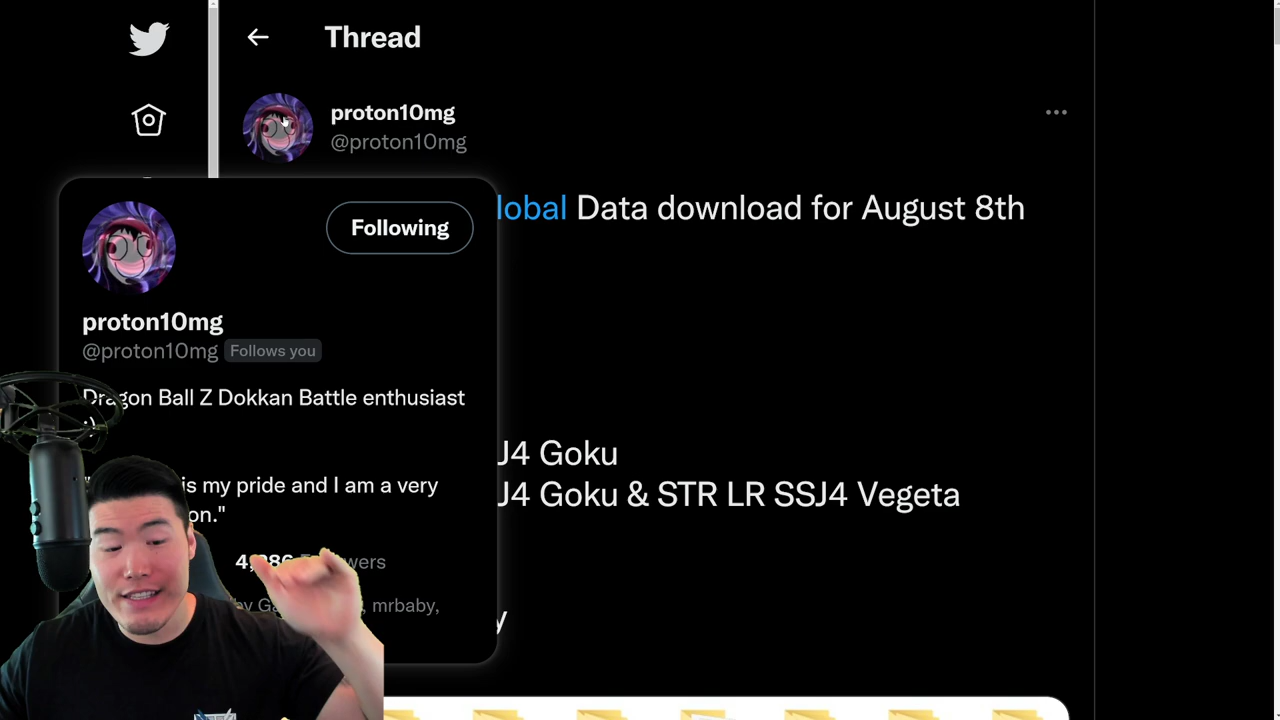 Thread
proton10mg
@proton10mg
lobal Data download for August 8th
Following
proton10mg
@proton10mg Follows you
Dragon Ball Z Dokkan Battle enthusiast
J4 Goku
J4 Goku & STR LR SSJ4 Vegeta
is my pride and I am a very
on."
mrbaby,
y